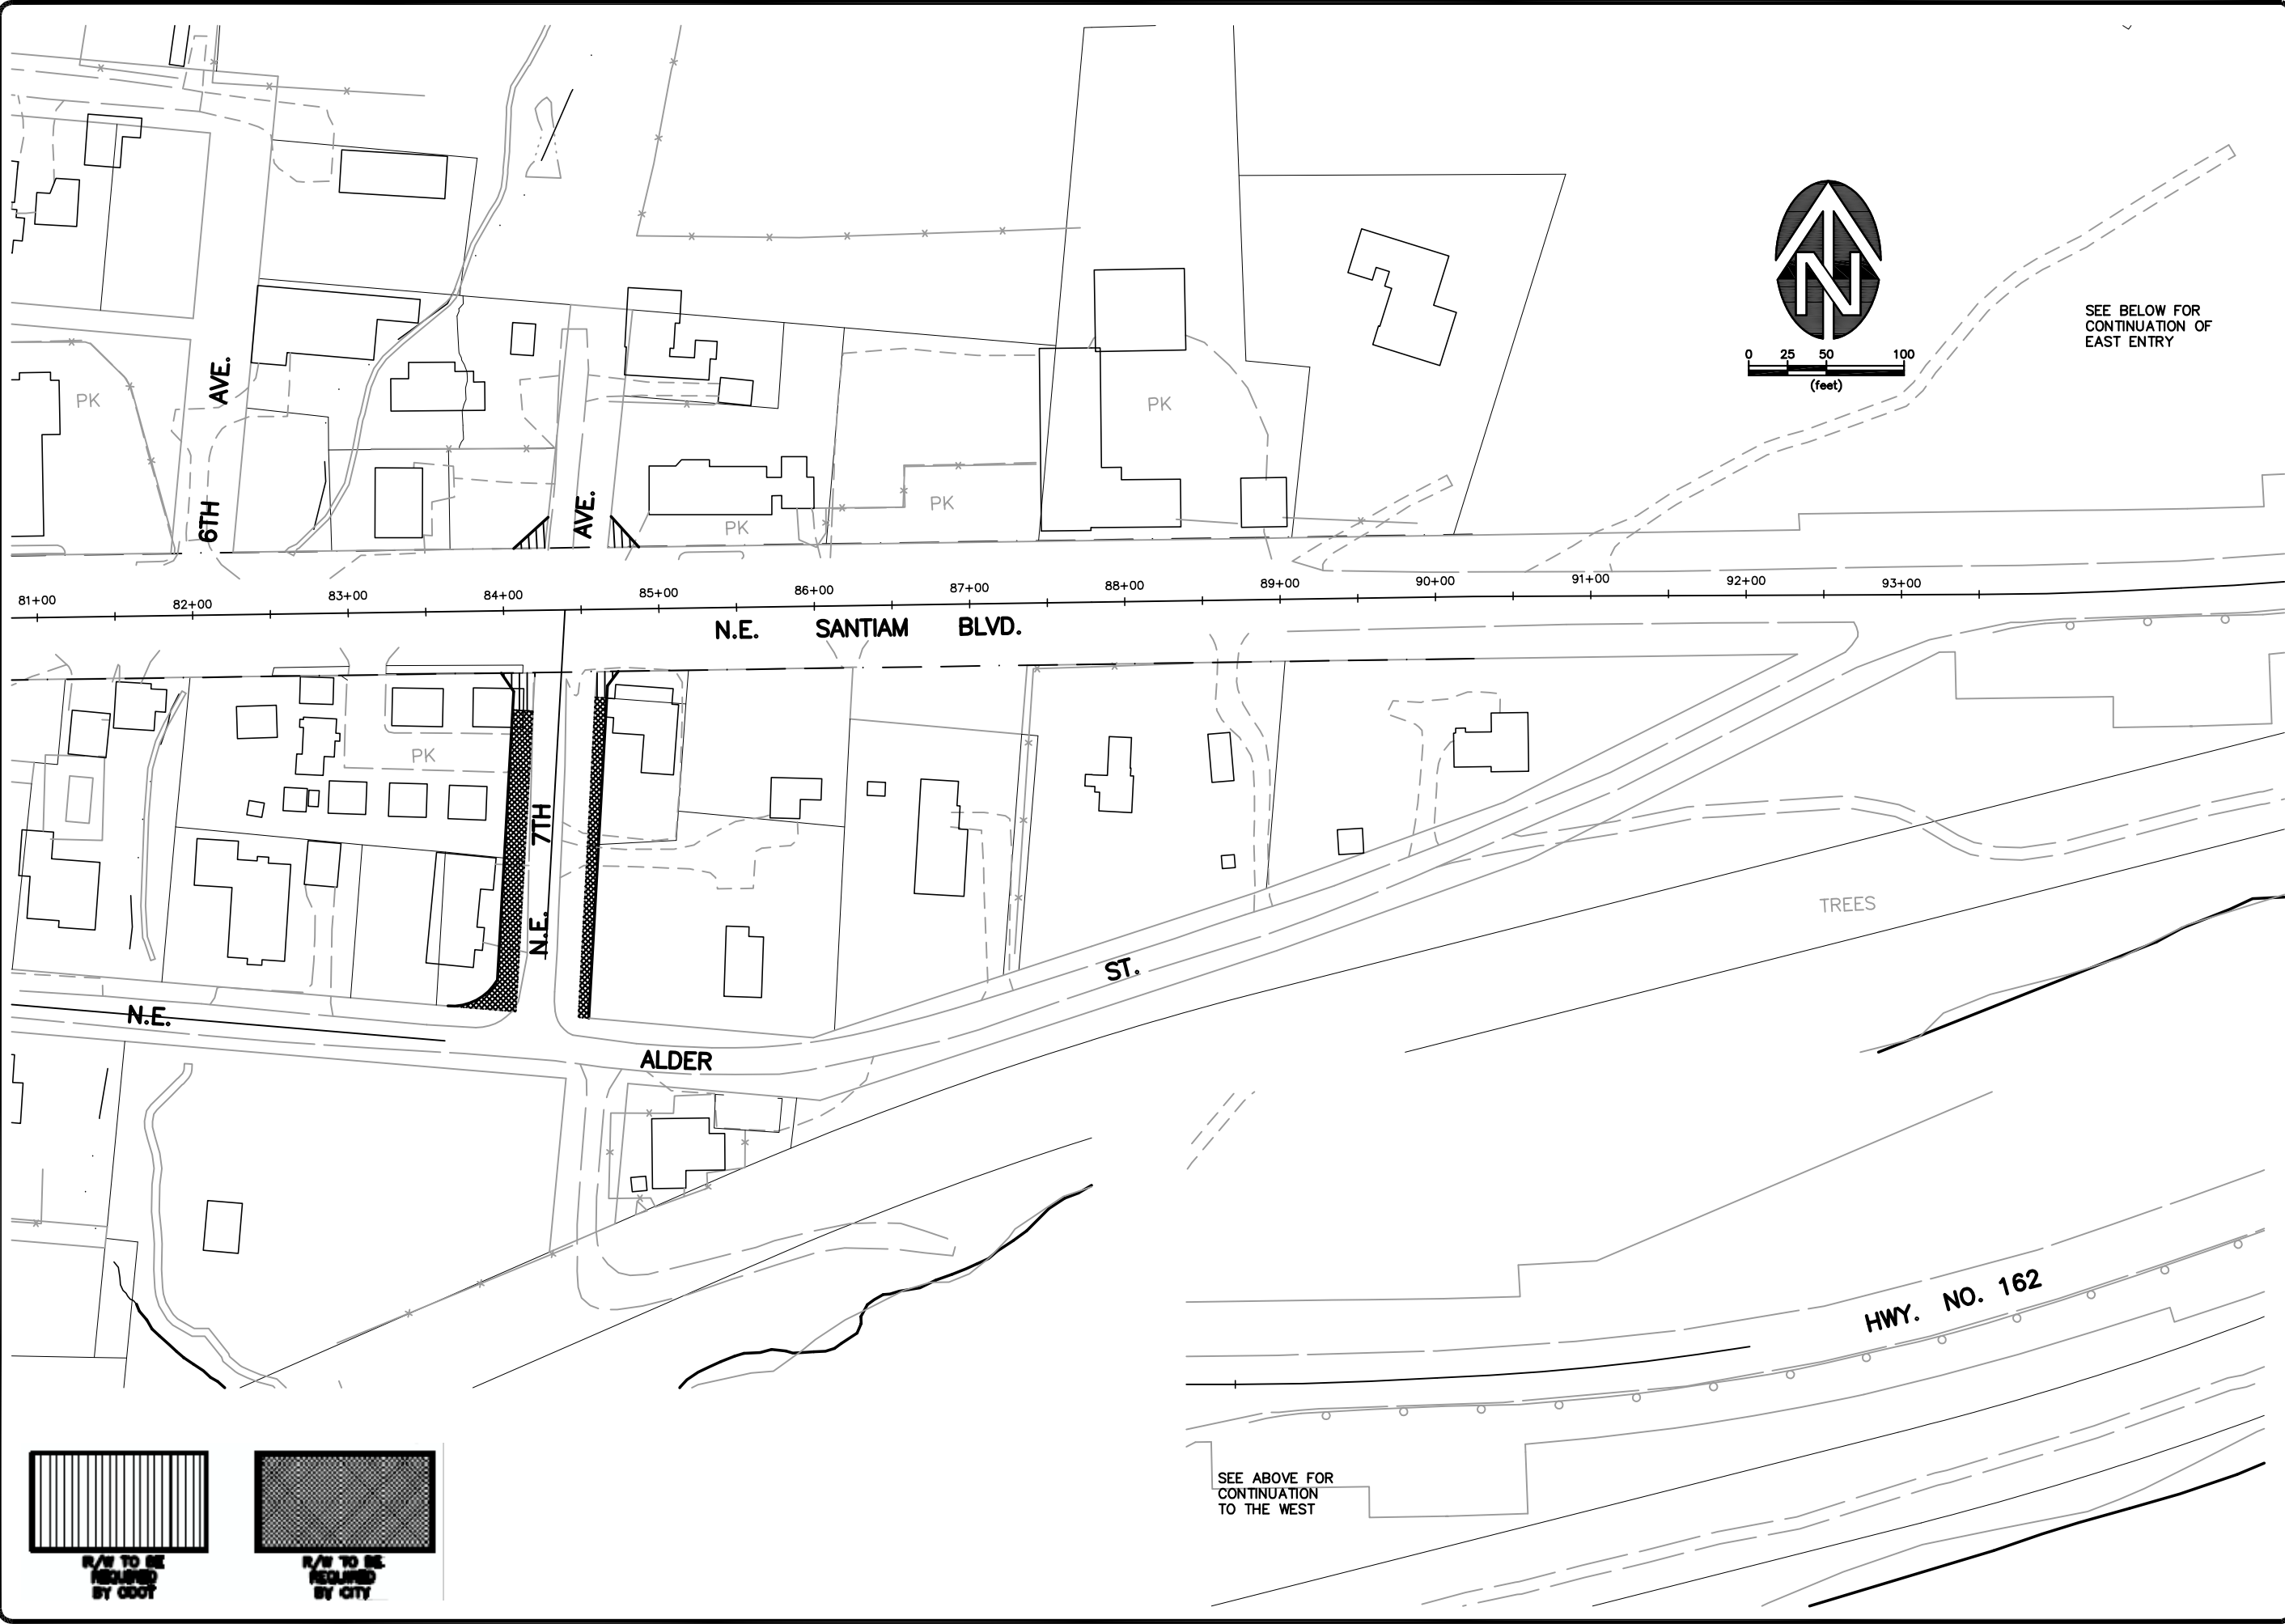 N
0 25 50 100
(feet)
SEE BELOW FOR
CONTINUATION OF
EAST ENTRY
PK
6TH AVE.
AVE.
PK
PK
PK
81+00 82+00 83+00 84+00 85+00 86+00 87+00 88+00 89+00 90+00 91+00 92+00 93+00
N.E. SANTIAM BLVD.
PK
N.E. 7TH
TREES
ST.
N.E.
ALDER
HWY. NO. 162
SEE ABOVE FOR
CONTINUATION
TO THE WEST
R/W TO BE
REQUIRED
BY ODOT
R/W TO BE
REQUIRED
BY CITY